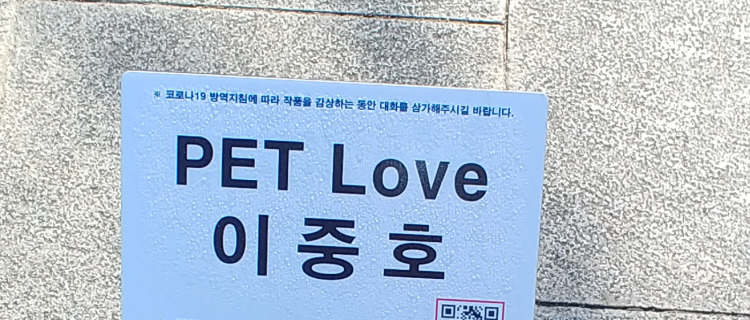 ※ 코로나19 방역지침에 따라 작품을 감상하는 동안 대화를 삼가해주시길 바랍니다.
PET Love
이중호